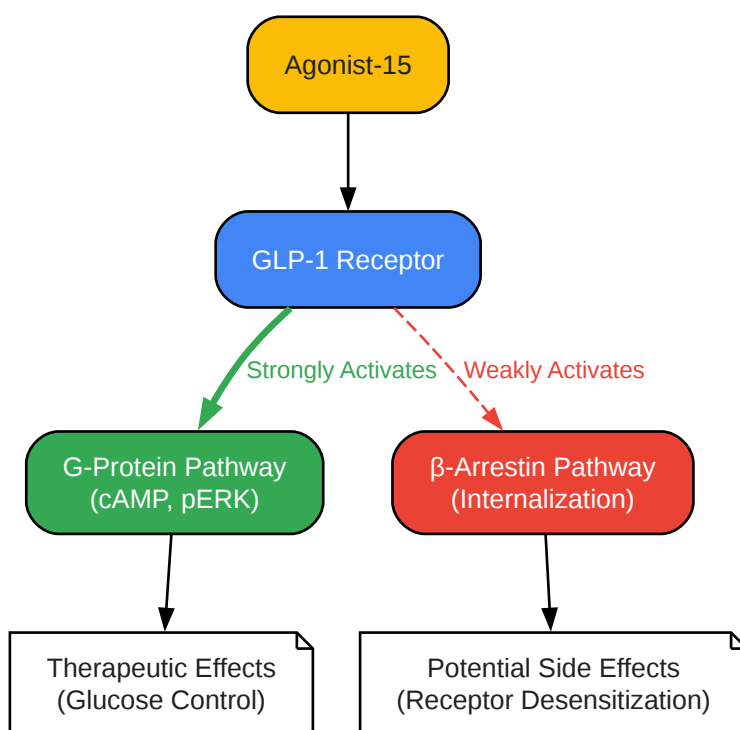 Agonist-15
GLP-1 Receptor
Strongly Activates
Weakly Activates
G-Protein Pathway
(cAMP, pERK)
β-Arrestin Pathway
(Internalization)
Therapeutic Effects
(Glucose Control)
Potential Side Effects
(Receptor Desensitization)